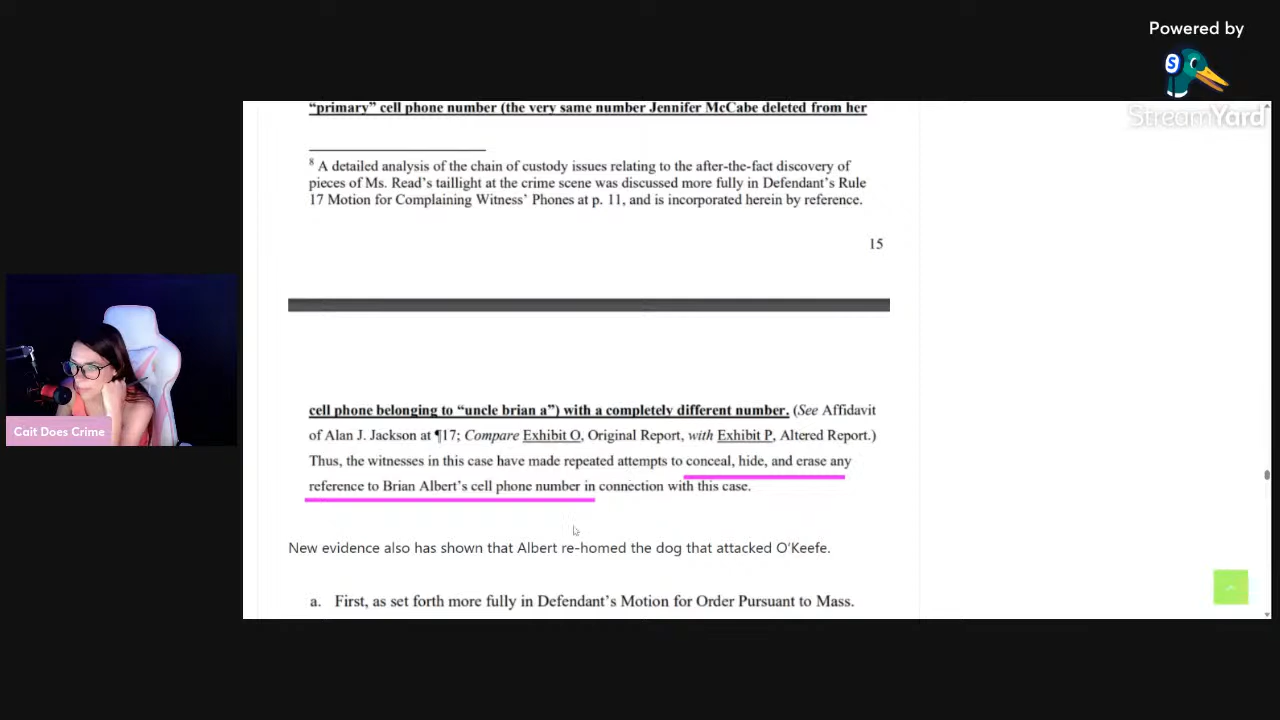 Powered by
S
StreamYard
“primary” cell phone number (the very same number Jennifer McCabe deleted from her
8 A detailed analysis of the chain of custody issues relating to the after-the-fact discovery of
pieces of Ms. Read’s taillight at the crime scene was discussed more fully in Defendant’s Rule
17 Motion for Complaining Witness’ Phones at p. 11, and is incorporated herein by reference.
15
cell phone belonging to “uncle brian a”) with a completely different number. (See Affidavit
of Alan J. Jackson at ¶17; Compare Exhibit O, Original Report, with Exhibit P, Altered Report.)
Thus, the witnesses in this case have made repeated attempts to conceal, hide, and erase any
reference to Brian Albert’s cell phone number in connection with this case.
New evidence also has shown that Albert re-homed the dog that attacked O’Keefe.
a. First, as set forth more fully in Defendant’s Motion for Order Pursuant to Mass.
Cait Does Crime